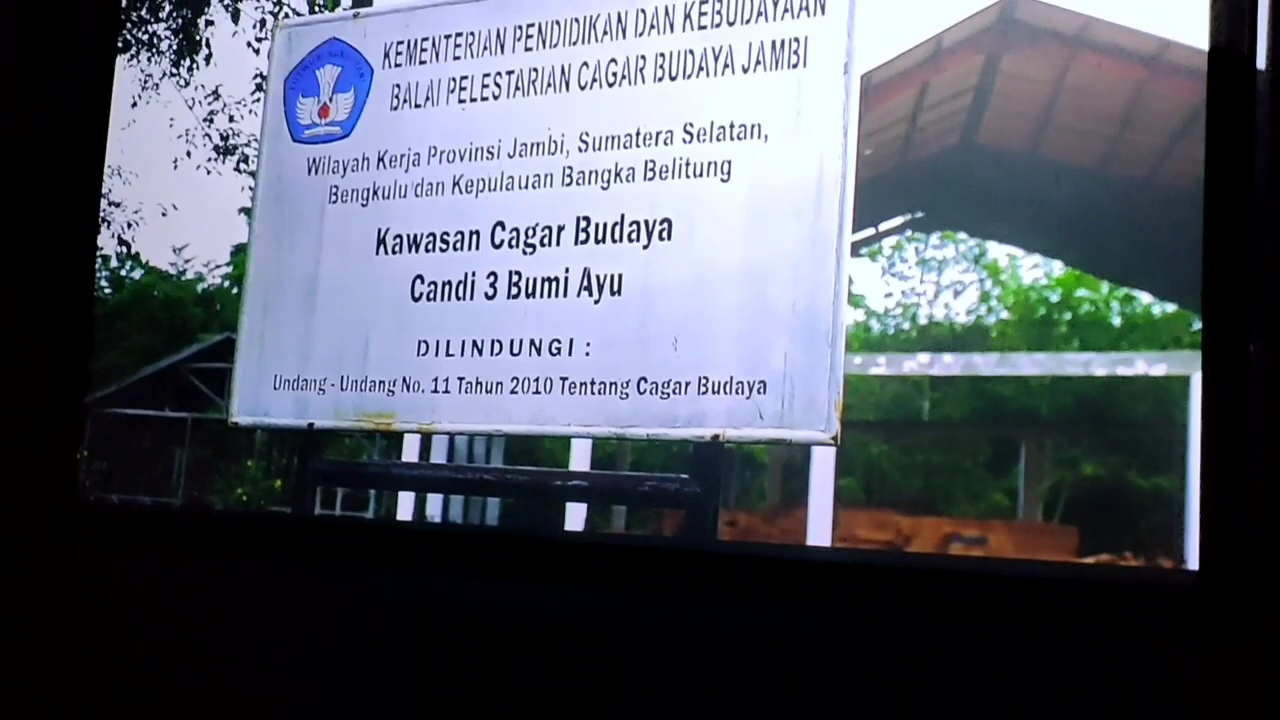 KEMENTERIAN PENDIDIKAN DAN KEBUDAYAAN
BALAI PELESTARIAN CAGAR BUDAYA JAMBI
Wilayah Kerja Provinsi Jambi, Sumatera Selatan,
Bengkulu dan Kepulauan Bangka Belitung
Kawasan Cagar Budaya
Candi 3 Bumi Ayu
DILINDUNGI :
Undang - Undang No. 11 Tahun 2010 Tentang Cagar Budaya